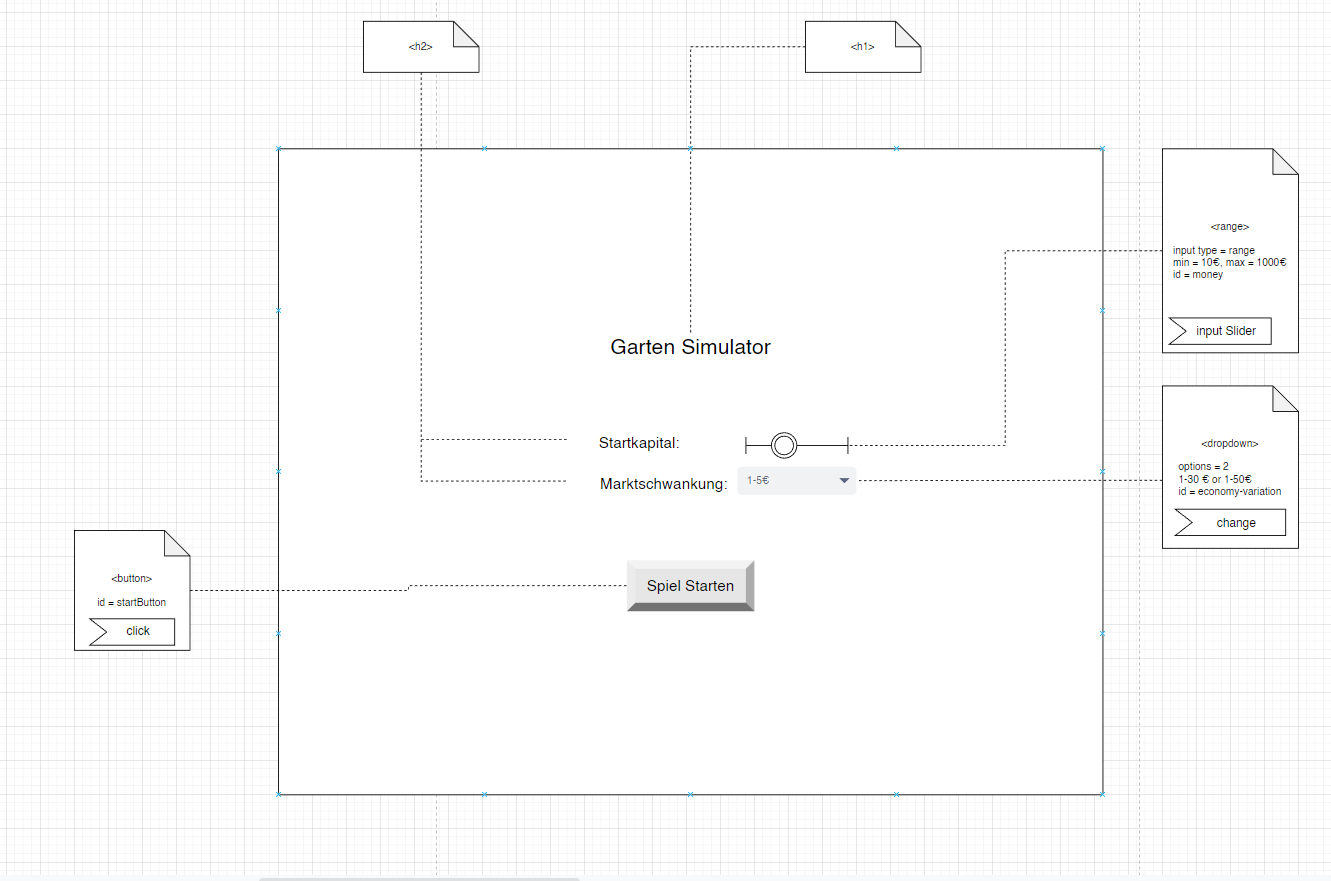 <h2>
<h1>
<range>
input type = range
min = 10€, max = 1000€
id = money
input Slider
Garten Simulator
Startkapital:
Marktschwankung:
1-5€
<dropdown>
options = 2
1-30 € or 1-50€
id = economy-variation
change
<button>
id = startButton
click
Spiel Starten